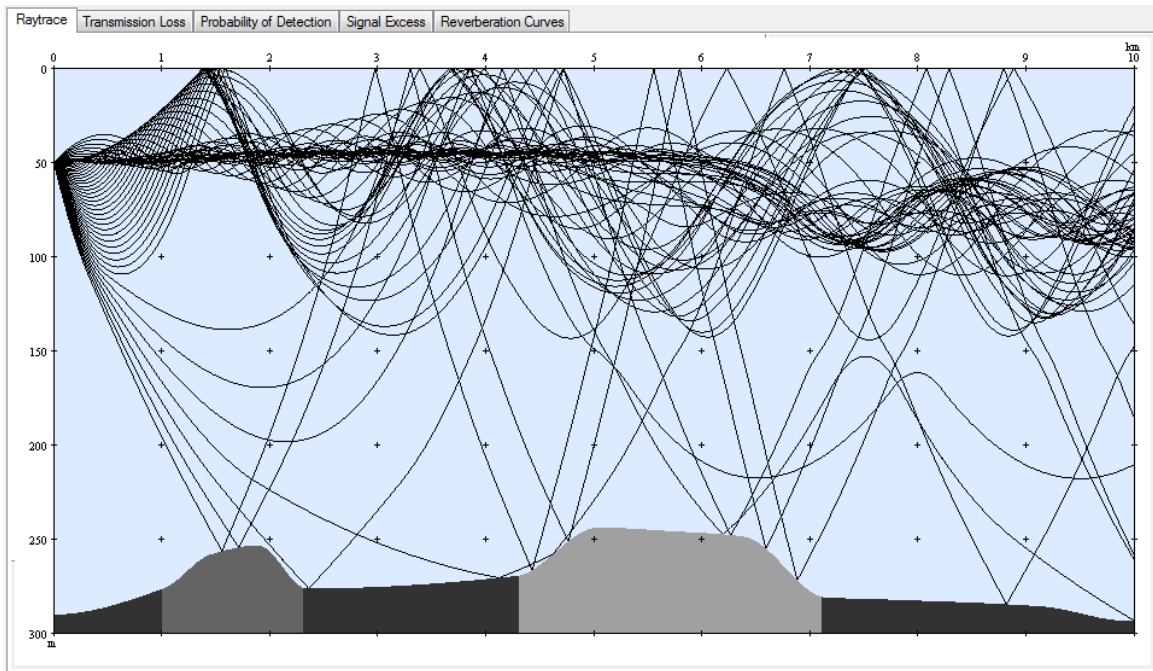 Raytrace Transmission Loss Probability of Detection Signal Excess Reverberation Curves
km
0 1 2 3 4 5 6 7 8 9 10
0
50
100
150
200
250
300
m